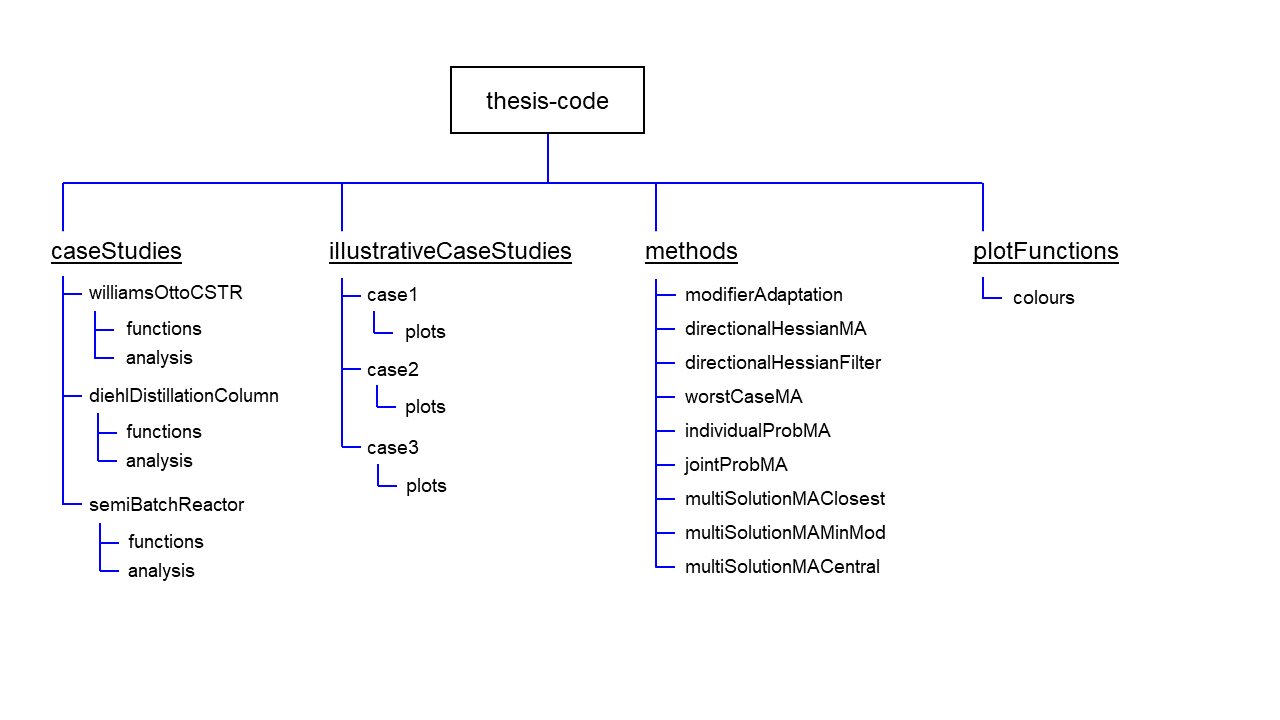 thesis-code
caseStudies
williamsOttoCSTR
functions
analysis
diehlDistillationColumn
functions
analysis
semiBatchReactor
functions
analysis
illustrativeCaseStudies
case1
plots
case2
plots
case3
plots
methods
modifierAdaptation
directionalHessianMA
directionalHessianFilter
worstCaseMA
individualProbMA
jointProbMA
multiSolutionMAClosest
multiSolutionMAMinMod
multiSolutionMACentral
plotFunctions
colours